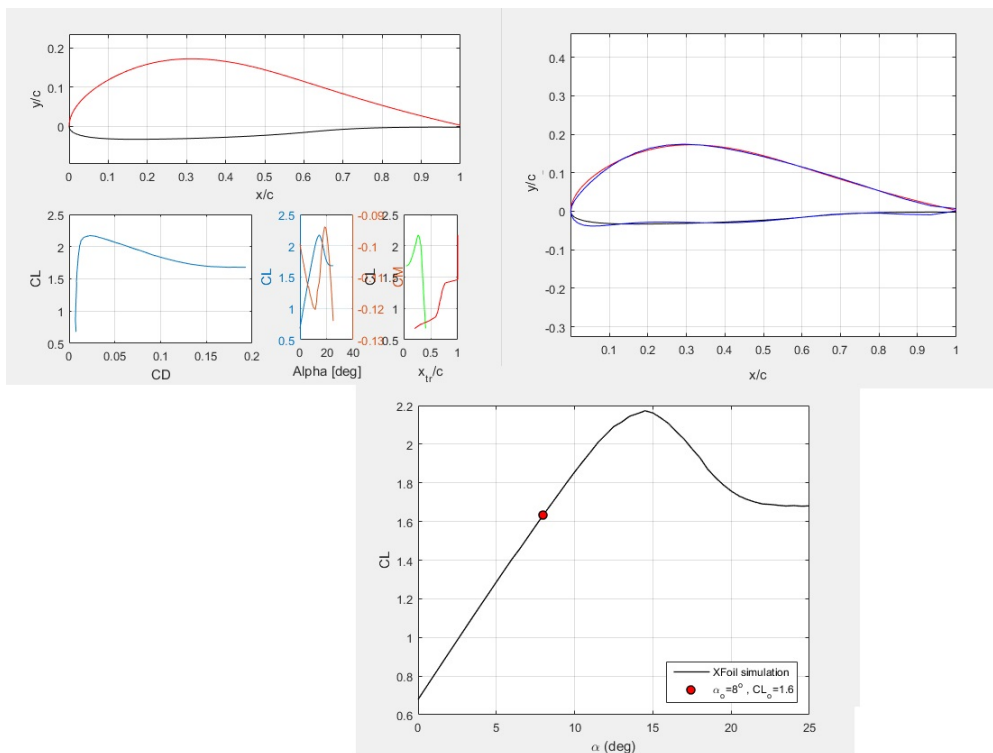 0.2
0.1
0
y/c
0 0.1 0.2 0.3 0.4 0.5 0.6 0.7 0.8 0.9 1
x/c
2.5
2
1.5
1
0.5
CL
0 0.05 0.1 0.15 0.2
CD
2.5
2
1.5
1
0.5
CL
0 20 40
Alpha [deg]
-0.09
-0.1
-0.11
-0.12
-0.13
CM
2.5
2
1.5
1
0.5
CL
0 0.5 1
x_tr/c
0.4
0.3
0.2
0.1
0
-0.1
-0.2
-0.3
y/c
0.1 0.2 0.3 0.4 0.5 0.6 0.7 0.8 0.9 1
x/c
2.2
2
1.8
1.6
1.4
1.2
1
0.8
0.6
CL
XFoil simulation
α_o=8°, CL_o=1.6
0 5 10 15 20 25
α (deg)